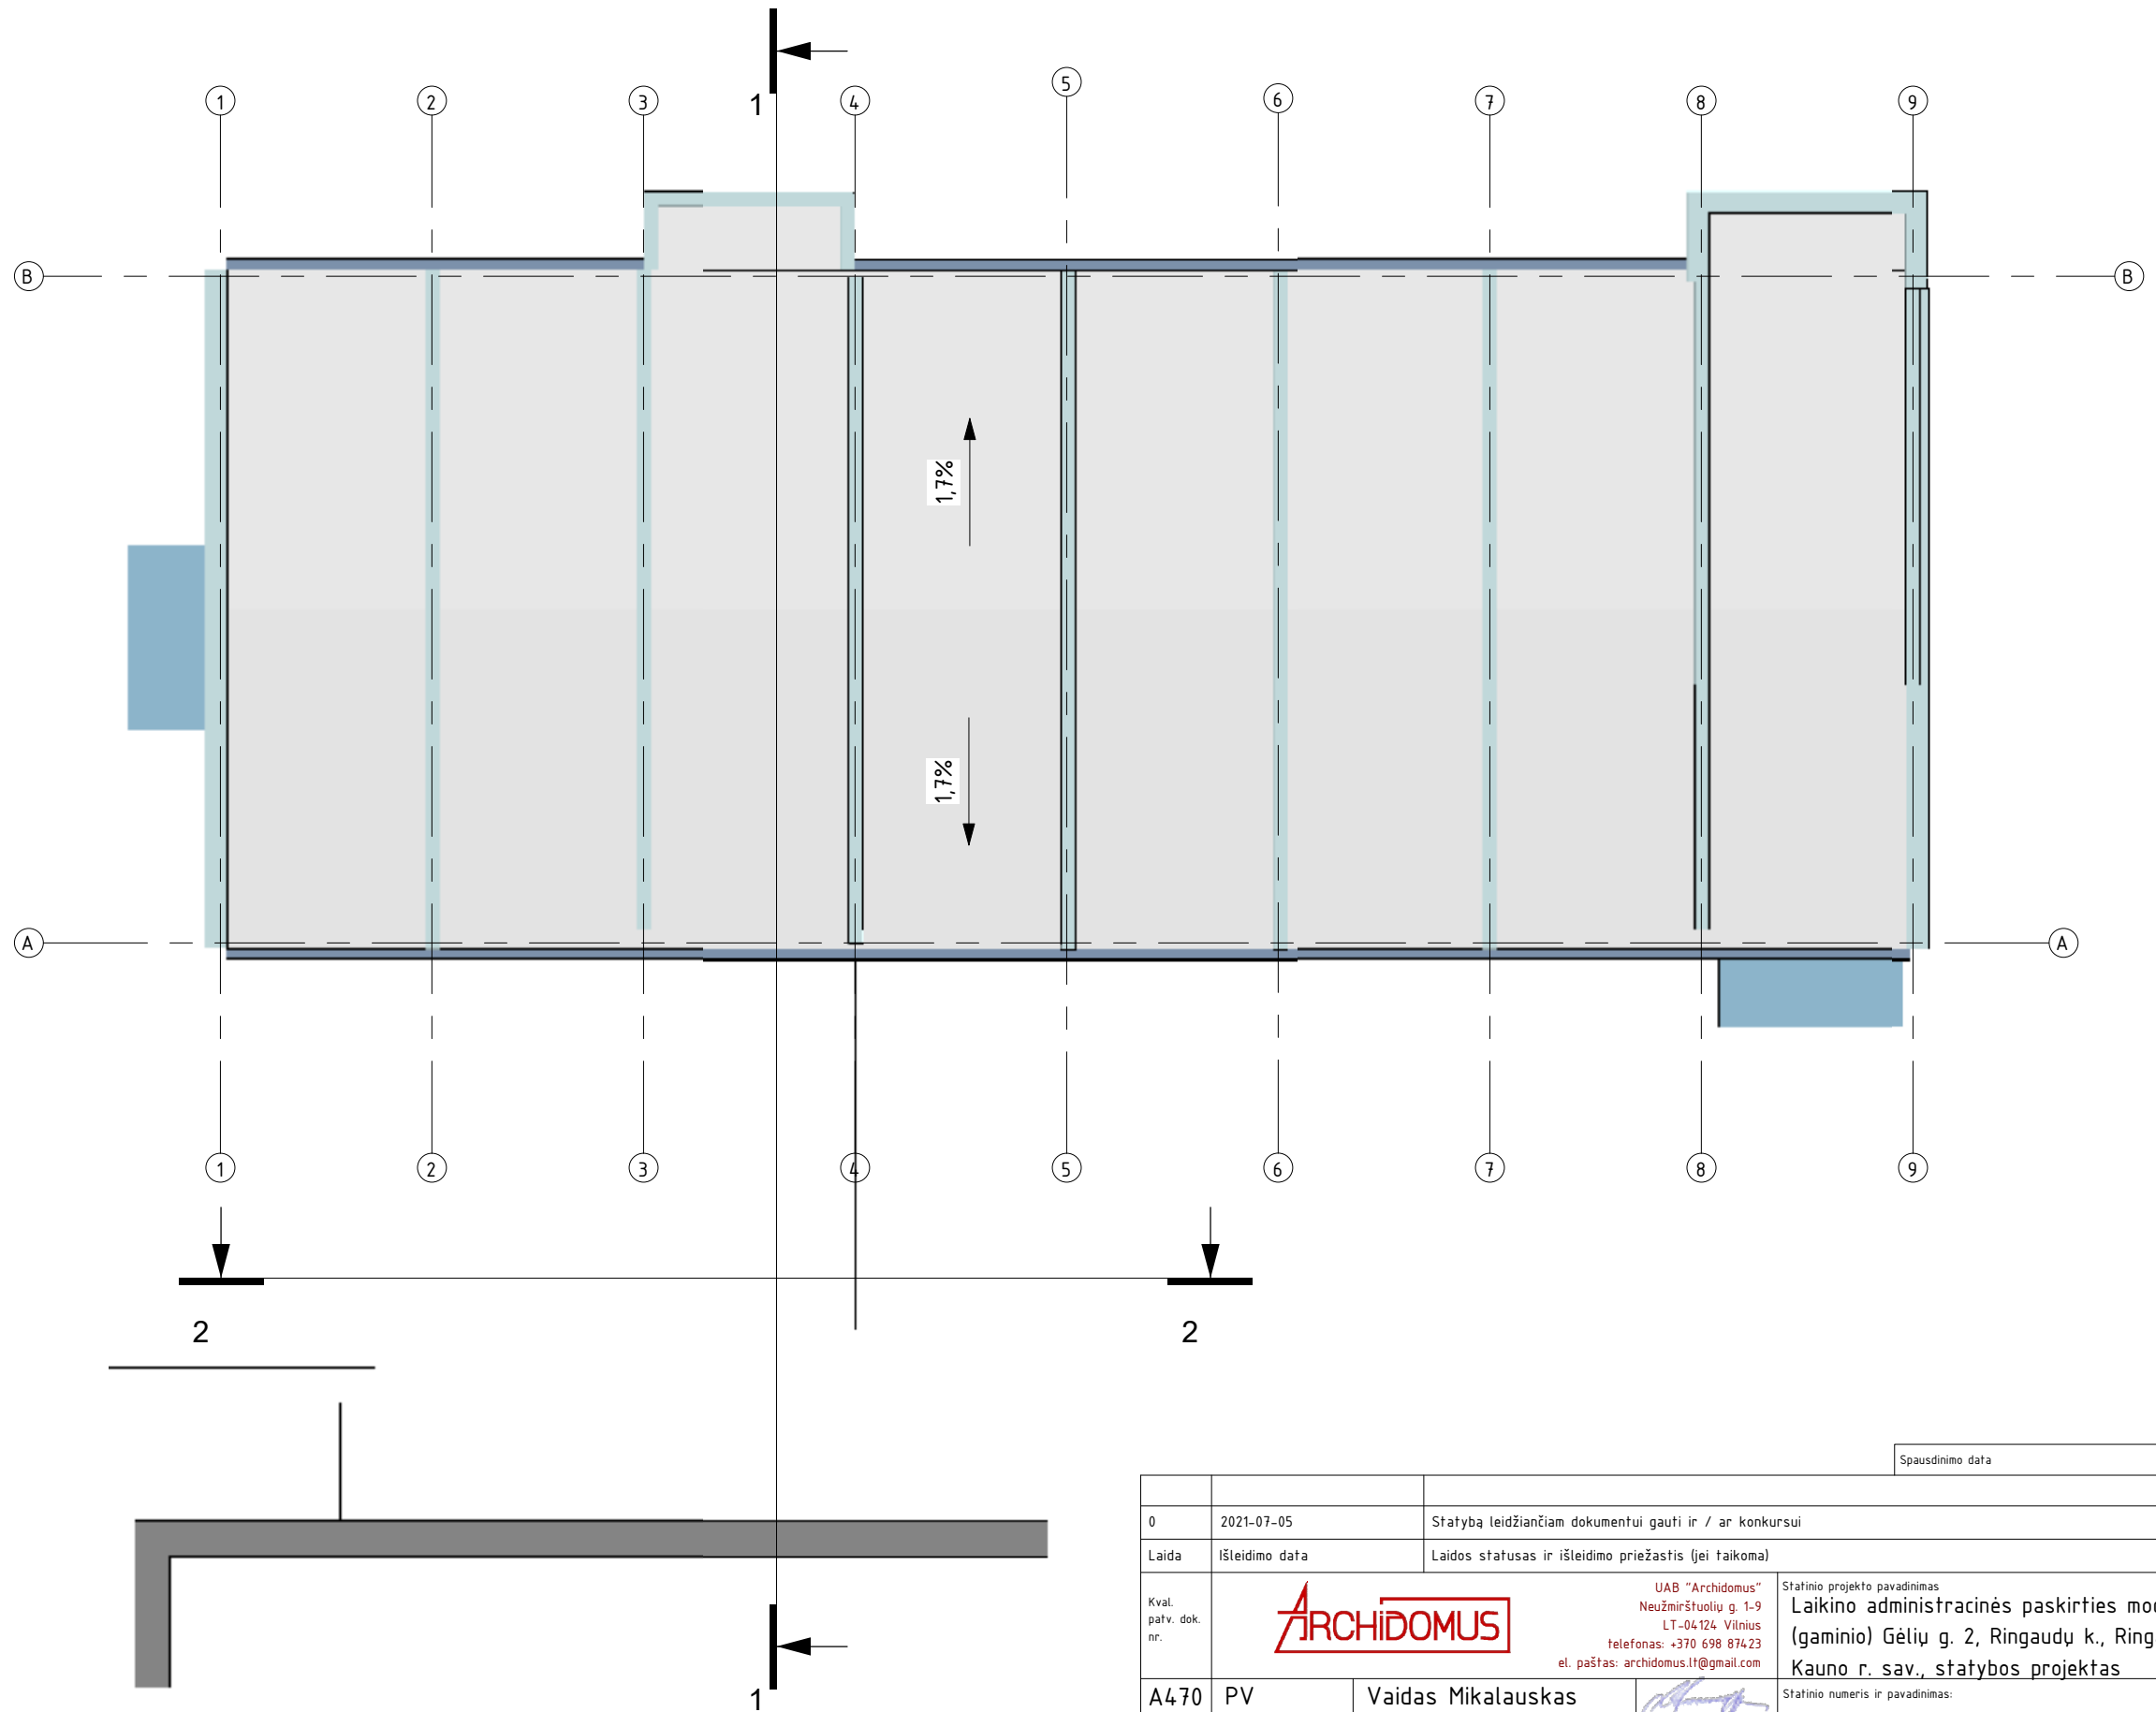 1
1 2 3 4 5 6 7 8 9
B B
1,7%
1,7%
A A
1 2 3 4 5 6 7 8 9
2 2
1
Spausdinimo data
0 2021-07-05 Statybą leidžiančiam dokumentui gauti ir / ar konkursui
Laida Išleidimo data Laidos statusas ir išleidimo priežastis (jei taikoma)
Kval.
patv. dok.
nr.
ARCHiDOMUS
UAB "Archidomus"
Neužmirštuolių g. 1-9
LT-04124 Vilnius
telefonas: +370 698 87423
el. paštas: archidomus.lt@gmail.com
Statinio projekto pavadinimas
Laikino administracinės paskirties mod
(gaminio) Gėlių g. 2, Ringaudų k., Ring
Kauno r. sav., statybos projektas
A470 PV Vaidas Mikalauskas
Statinio numeris ir pavadinimas: